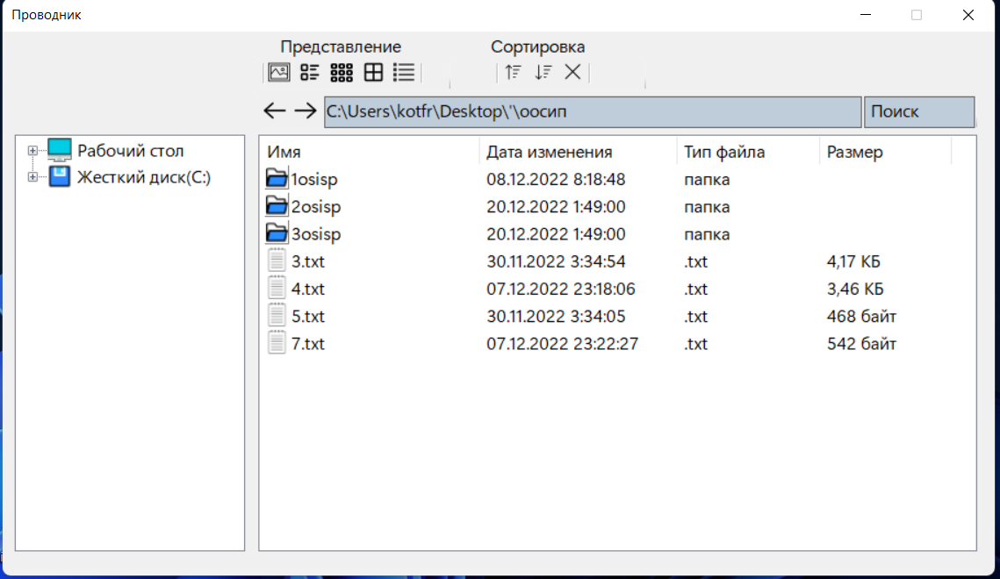 Проводник
Представление Сортировка
C:\Users\kotfr\Desktop\'\оосип Поиск
Рабочий стол
Жесткий диск(C:)
Имя Дата изменения Тип файла Размер
1osisp 08.12.2022 8:18:48 папка
2osisp 20.12.2022 1:49:00 папка
3osisp 20.12.2022 1:49:00 папка
3.txt 30.11.2022 3:34:54 .txt 4,17 КБ
4.txt 07.12.2022 23:18:06 .txt 3,46 КБ
5.txt 30.11.2022 3:34:05 .txt 468 байт
7.txt 07.12.2022 23:22:27 .txt 542 байт